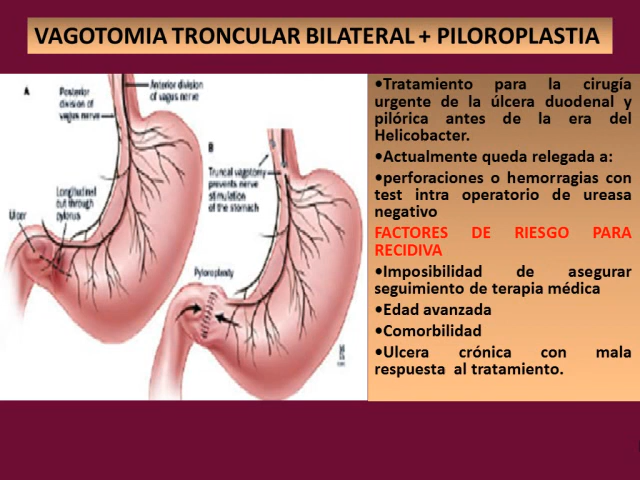 VAGOTOMIA TRONCULAR BILATERAL + PILOROPLASTIA
A
Posterior
division of
vagus nerve
Anterior division
of vagus nerve
Longitudinal
cut through
pylorus
Ulcer
B
Truncal vagotomy
prevents nerve
stimulation
of the stomach
Pyloroplasty
•Tratamiento para la cirugía
urgente de la úlcera duodenal y
pilórica antes de la era del
Helicobacter.
•Actualmente queda relegada a:
•perforaciones o hemorragias con
test intra operatorio de ureasa
negativo
FACTORES DE RIESGO PARA
RECIDIVA
•Imposibilidad de asegurar
seguimiento de terapia médica
•Edad avanzada
•Comorbilidad
•Ulcera crónica con mala
respuesta al tratamiento.